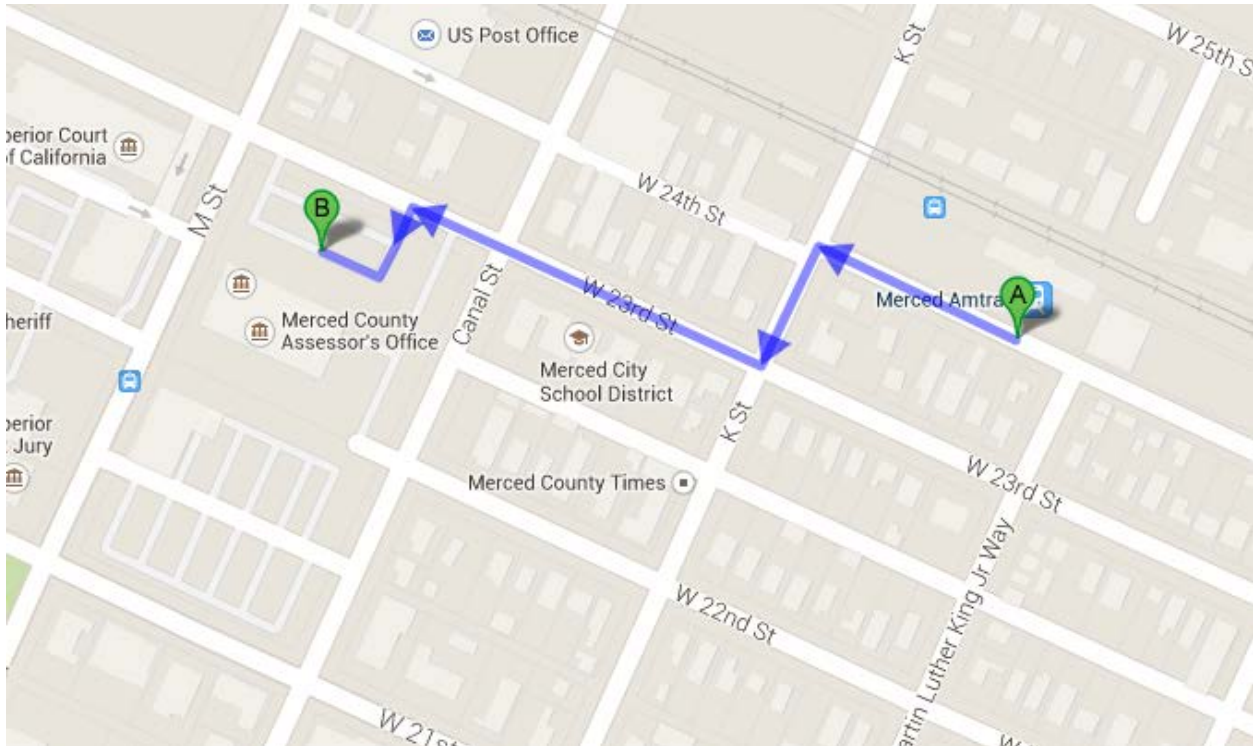 US Post Office
K St
W 25th S
perior Court
of California
M St
B
W 24th St
Merced Amtra
A
Canal St
W 23rd St
heriff
Merced County
Assessor's Office
Merced City
School District
perior
t Jury
K St
Merced County Times
W 23rd St
W 22nd St
artin Luther King Jr Way
W 21st
W